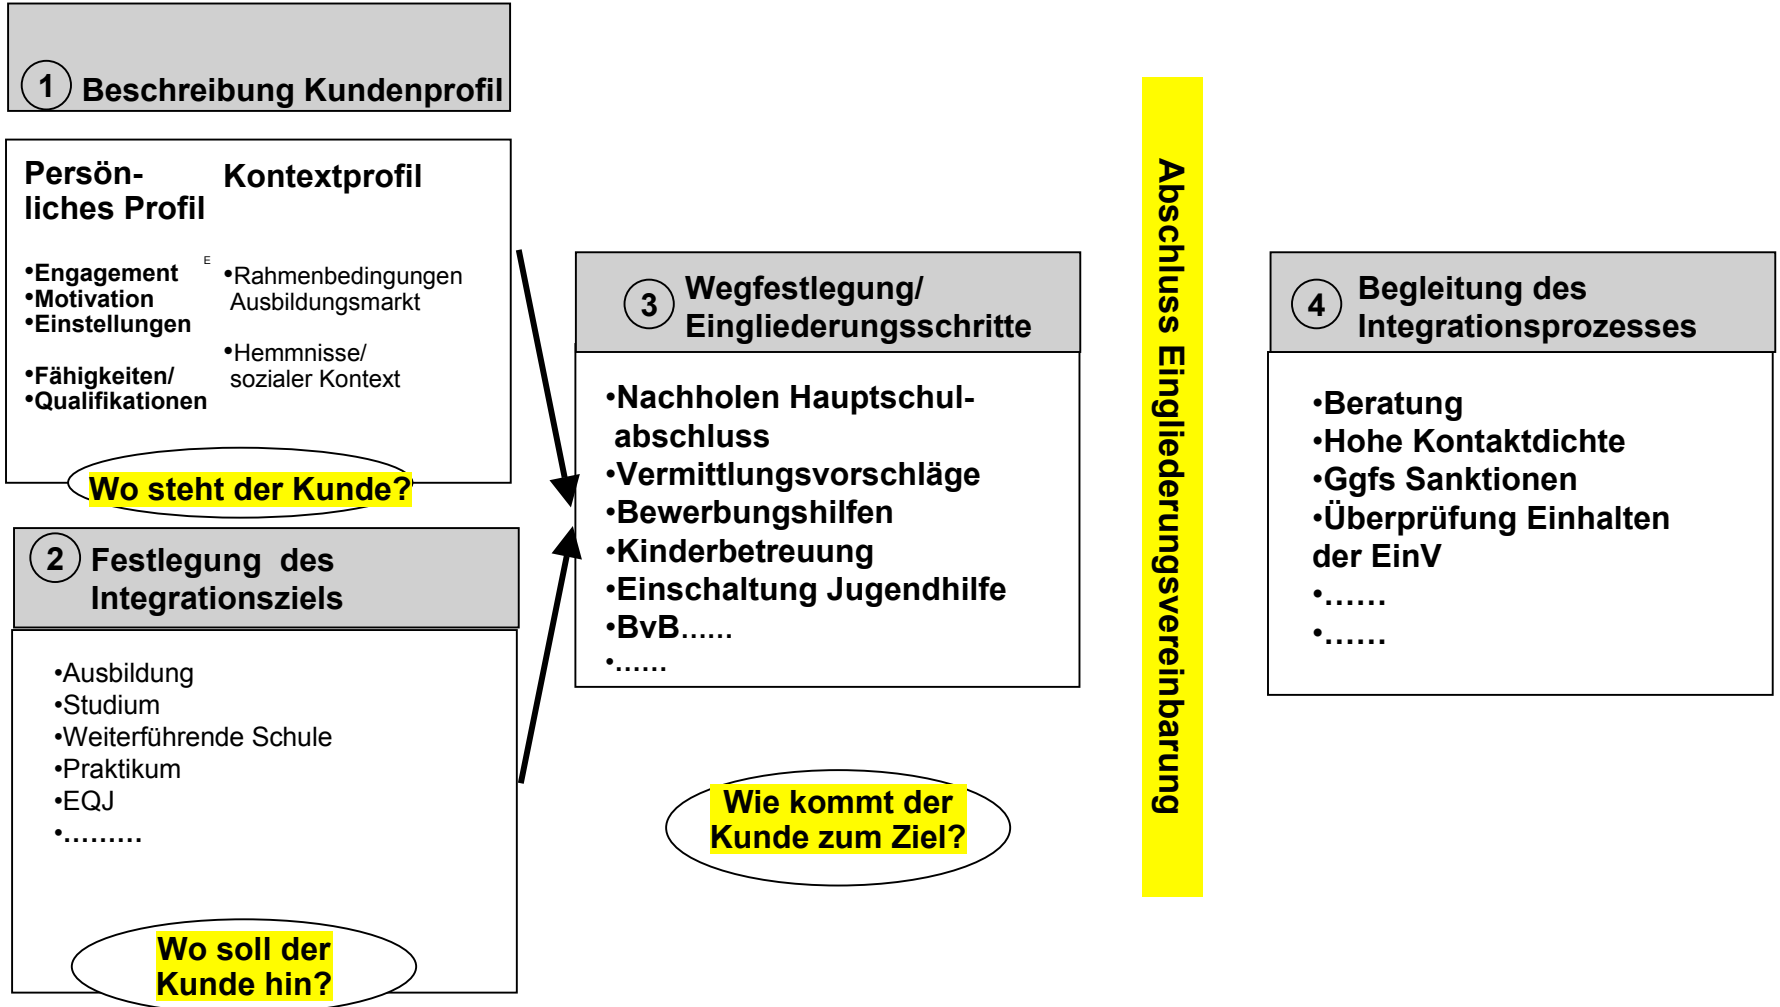 1 Beschreibung Kundenprofil
Persön-
liches Profil
•Engagement
•Motivation
•Einstellungen
•Fähigkeiten/
•Qualifikationen
E
Kontextprofil
•Rahmenbedingungen
Ausbildungsmarkt
•Hemmnisse/
sozialer Kontext
Wo steht der Kunde?
2 Festlegung des
Integrationsziels
•Ausbildung
•Studium
•Weiterführende Schule
•Praktikum
•EQJ
•………
Wo soll der
Kunde hin?
3 Wegfestlegung/
Eingliederungsschritte
•Nachholen Hauptschul-
abschluss
•Vermittlungsvorschläge
•Bewerbungshilfen
•Kinderbetreuung
•Einschaltung Jugendhilfe
•BvB……
•……
Wie kommt der
Kunde zum Ziel?
Abschluss Eingliederungsvereinbarung
4 Begleitung des
Integrationsprozesses
•Beratung
•Hohe Kontaktdichte
•Ggfs Sanktionen
•Überprüfung Einhalten
der EinV
•……
•……